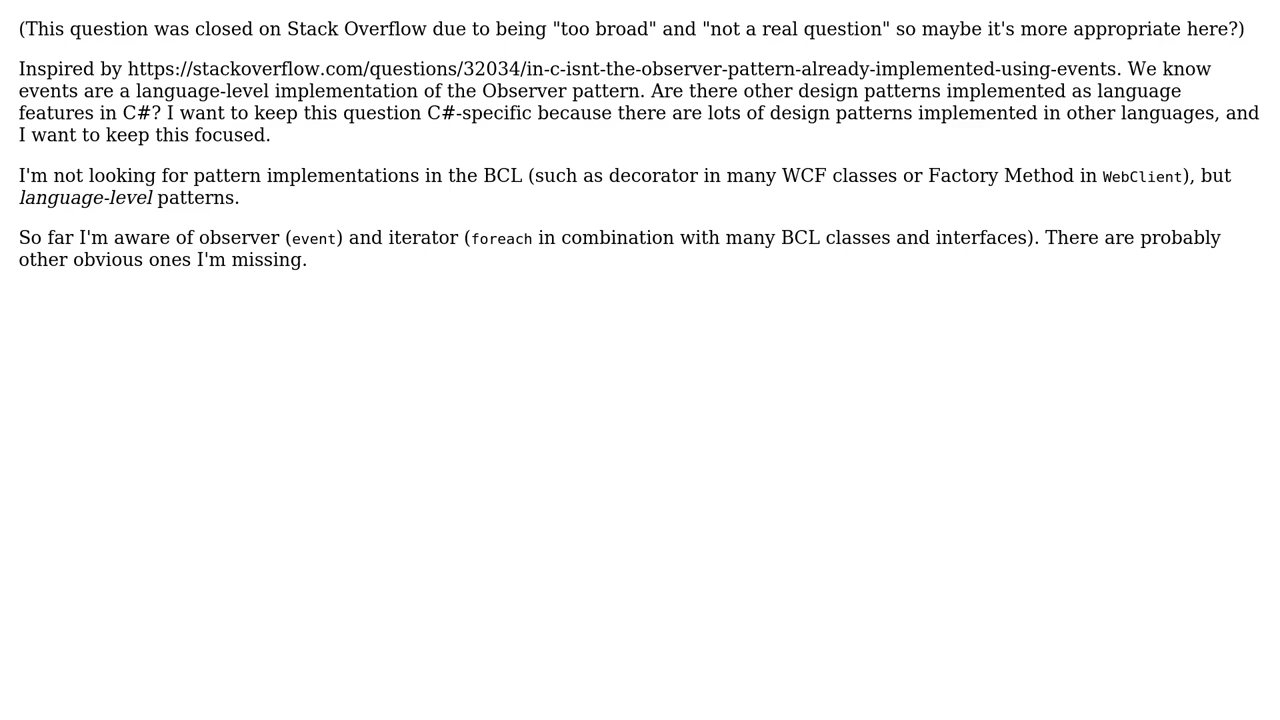 (This question was closed on Stack Overflow due to being "too broad" and "not a real question" so maybe it's more appropriate here?)
Inspired by https://stackoverflow.com/questions/32034/in-c-isnt-the-observer-pattern-already-implemented-using-events. We know
events are a language-level implementation of the Observer pattern. Are there other design patterns implemented as language
features in C#? I want to keep this question C#-specific because there are lots of design patterns implemented in other languages, and
I want to keep this focused.
I'm not looking for pattern implementations in the BCL (such as decorator in many WCF classes or Factory Method in WebClient), but
language-level patterns.
So far I'm aware of observer (event) and iterator (foreach in combination with many BCL classes and interfaces). There are probably
other obvious ones I'm missing.